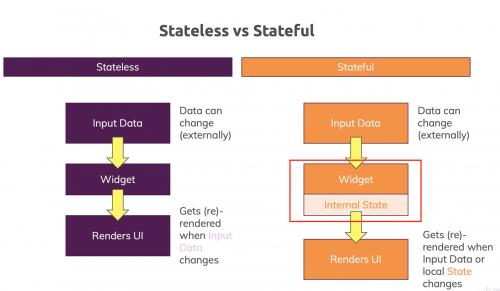 Stateless vs Stateful
Stateless
Stateful
Input Data
Data can
change
(externally)
Widget
Renders UI
Gets (re)-
rendered
when Input
Data
changes
Input Data
Data can
change
(externally)
Widget
Internal State
Renders UI
Gets (re)-
rendered when
Input Data or
local State
changes